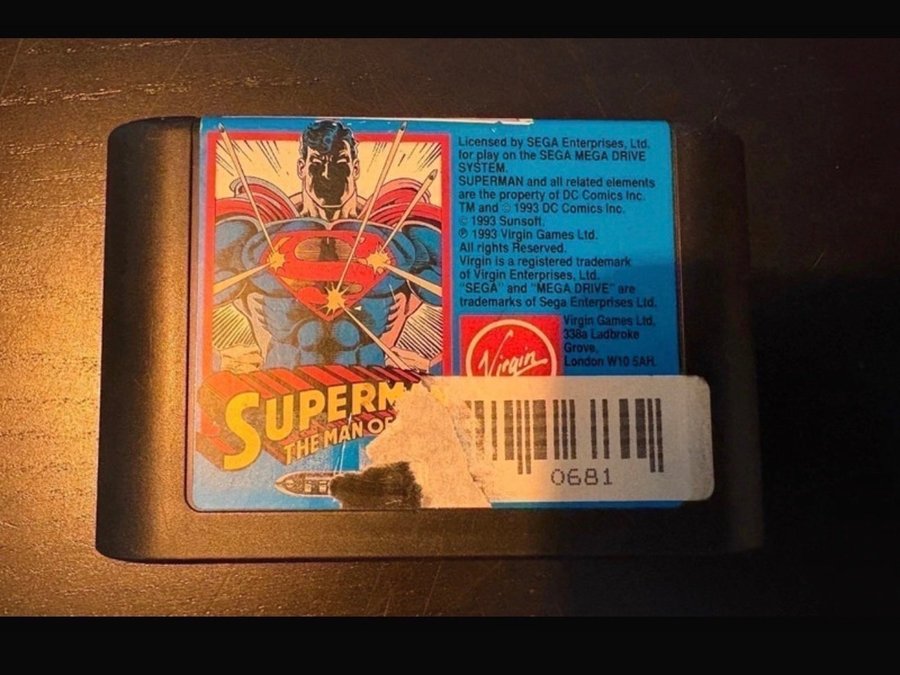 Licensed by SEGA Enterprises, Ltd.
for play on the SEGA MEGA DRIVE
SYSTEM.
SUPERMAN and all related elements
are the property of DC Comics Inc.
TM and © 1993 DC Comics Inc.
© 1993 Sunsoft.
℗ 1993 Virgin Games Ltd.
All rights Reserved.
Virgin is a registered trademark
of Virgin Enterprises, Ltd.
"SEGA" and "MEGA DRIVE" are
trademarks of Sega Enterprises Ltd.
Virgin
Virgin Games Ltd,
338a Ladbroke
Grove,
London W10 5AH.
SUPERM
THE MAN OF
0681